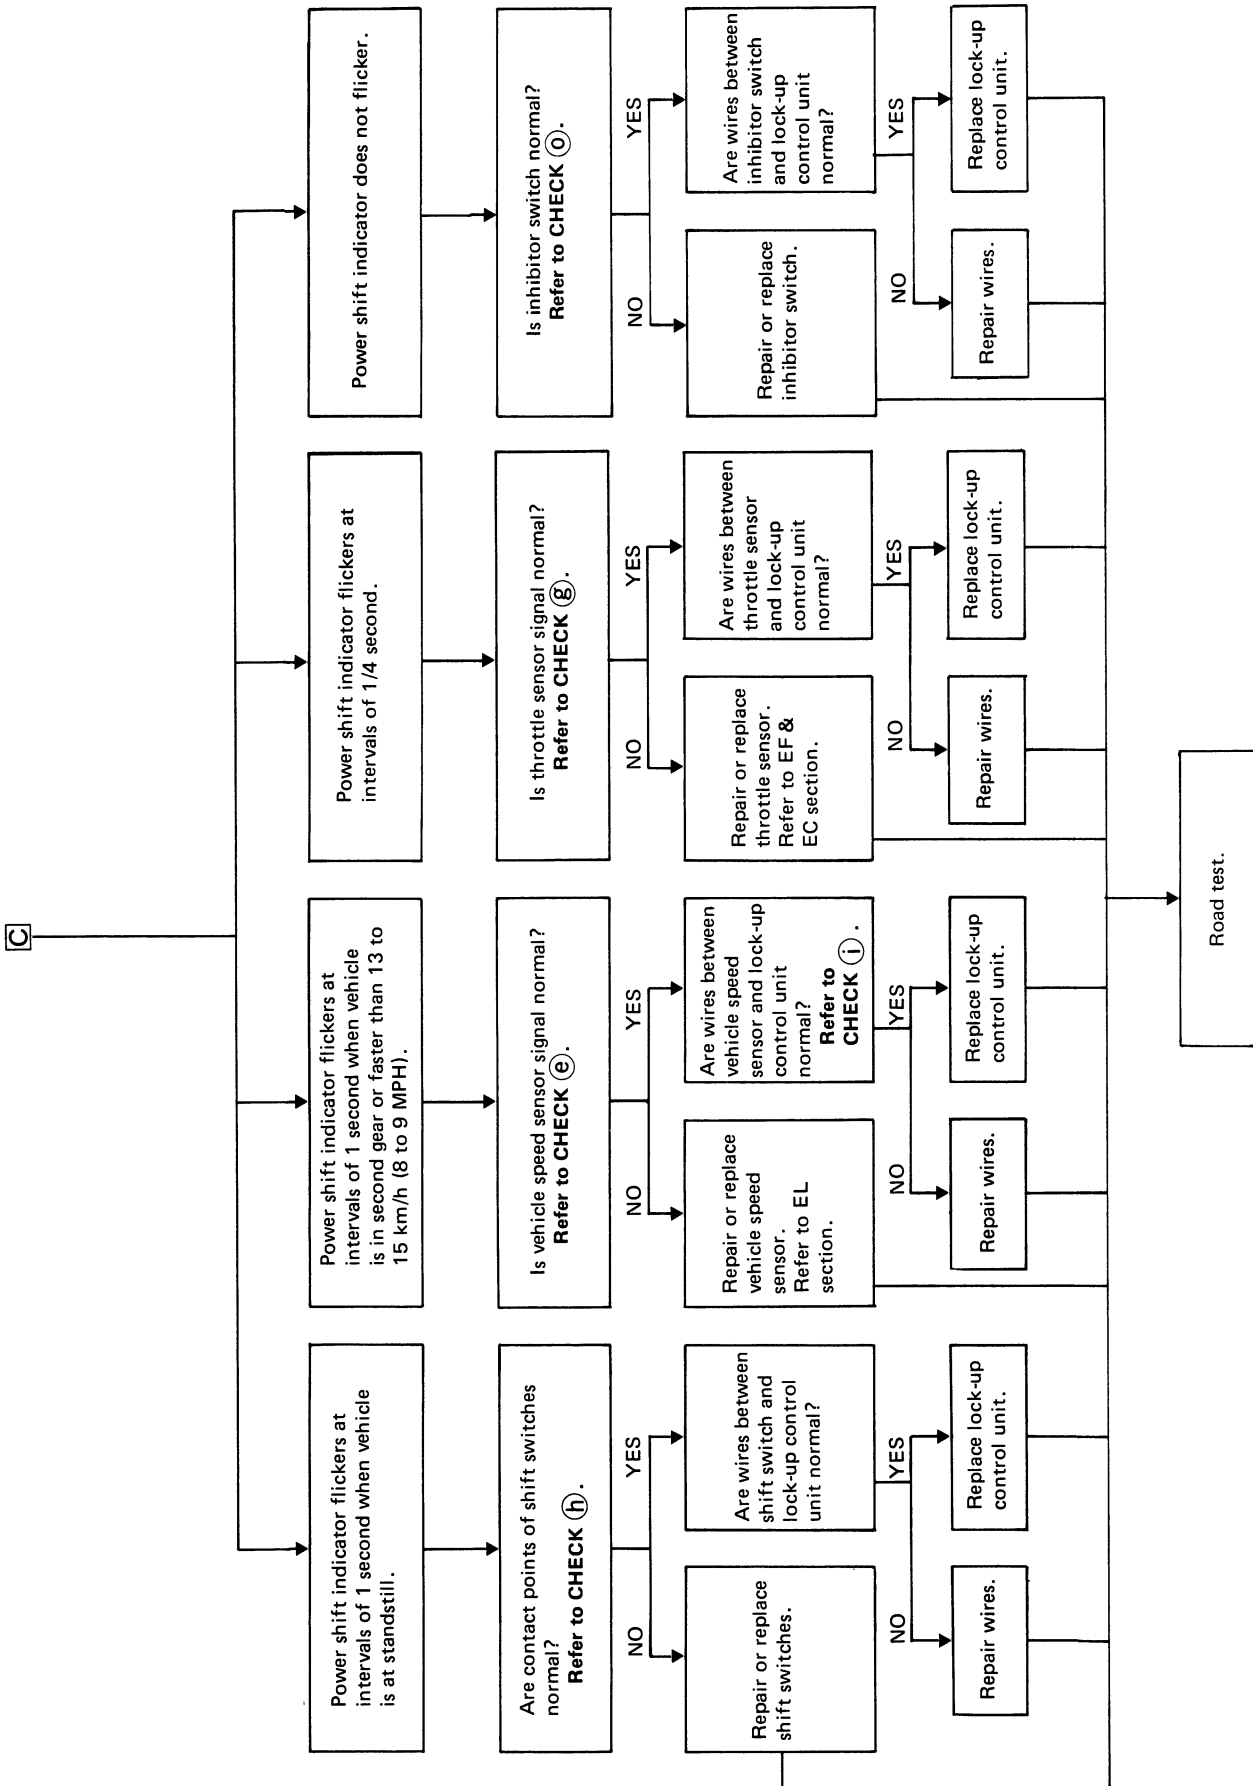 C
Power shift indicator flickers at
intervals of 1 second when vehicle
is at standstill.
Are contact points of shift switches
normal?
Refer to CHECK h.
NO
YES
Repair or replace
shift switches.
Are wires between
shift switch and
lock-up control
unit normal?
NO
YES
Repair wires.
Replace lock-up
control unit.
Power shift indicator flickers at
intervals of 1 second when vehicle
is in second gear or faster than 13 to
15 km/h (8 to 9 MPH).
Is vehicle speed sensor signal normal?
Refer to CHECK e.
NO
YES
Repair or replace
vehicle speed
sensor.
Refer to EL
section.
Are wires between
vehicle speed
sensor and lock-up
control unit
normal?
Refer to
CHECK i.
NO
YES
Repair wires.
Replace lock-up
control unit.
Power shift indicator flickers at
intervals of 1/4 second.
Is throttle sensor signal normal?
Refer to CHECK g.
NO
YES
Repair or replace
throttle sensor.
Refer to EF &
EC section.
Are wires between
throttle sensor
and lock-up
control unit
normal?
NO
YES
Repair wires.
Replace lock-up
control unit.
Power shift indicator does not flicker.
Is inhibitor switch normal?
Refer to CHECK o.
NO
YES
Repair or replace
inhibitor switch.
Are wires between
inhibitor switch
and lock-up
control unit
normal?
NO
YES
Repair wires.
Replace lock-up
control unit.
Road test.